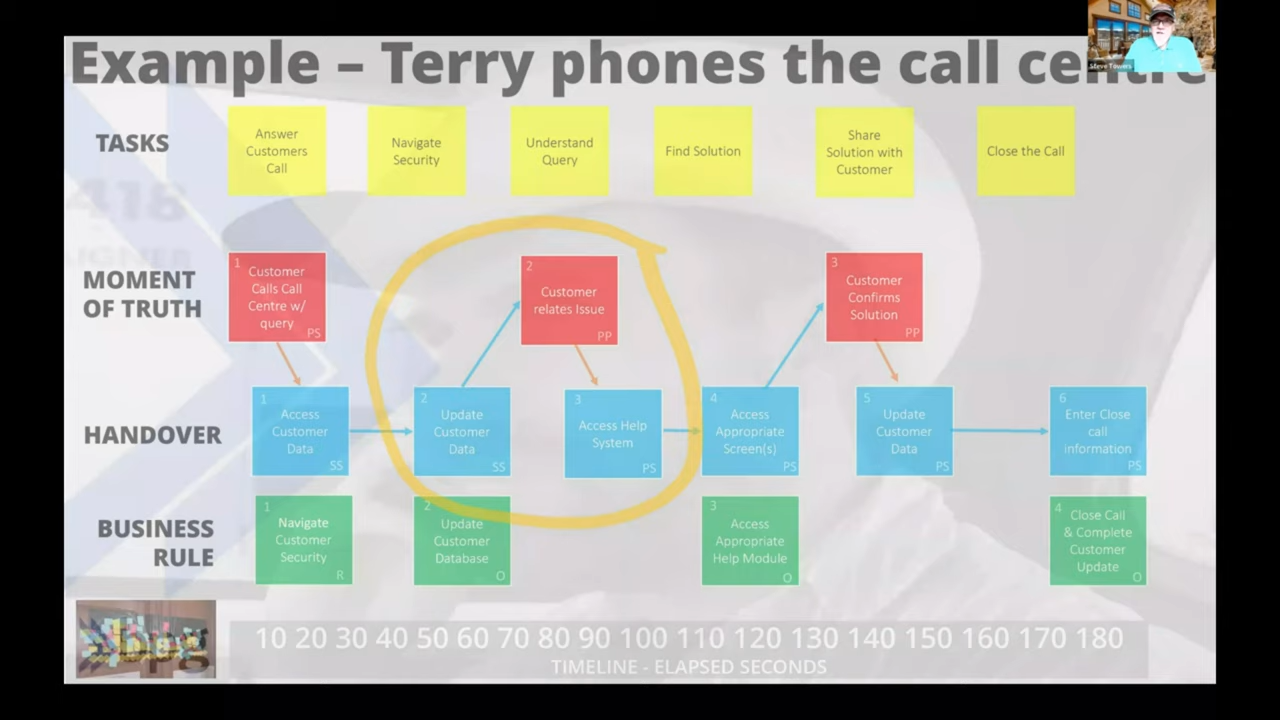 Example – Terry phones the call centre
Steve Towers
TASKS
Answer
Customers
Call
Navigate
Security
Understand
Query
Find Solution
Share
Solution with
Customer
Close the Call
MOMENT
OF TRUTH
1
Customer
Calls Call
Centre w/
query
PS
2
Customer
relates Issue
PP
3
Customer
Confirms
Solution
PP
HANDOVER
1
Access
Customer
Data
SS
2
Update
Customer
Data
SS
3
Access Help
System
PS
4
Access
Appropriate
Screen(s)
PS
5
Update
Customer
Data
PS
6
Enter Close
call
information
PS
BUSINESS
RULE
1
Navigate
Customer
Security
R
2
Update
Customer
Database
O
3
Access
Appropriate
Help Module
O
4
Close Call
& Complete
Customer
Update
O
10 20 30 40 50 60 70 80 90 100 110 120 130 140 150 160 170 180
TIMELINE - ELAPSED SECONDS